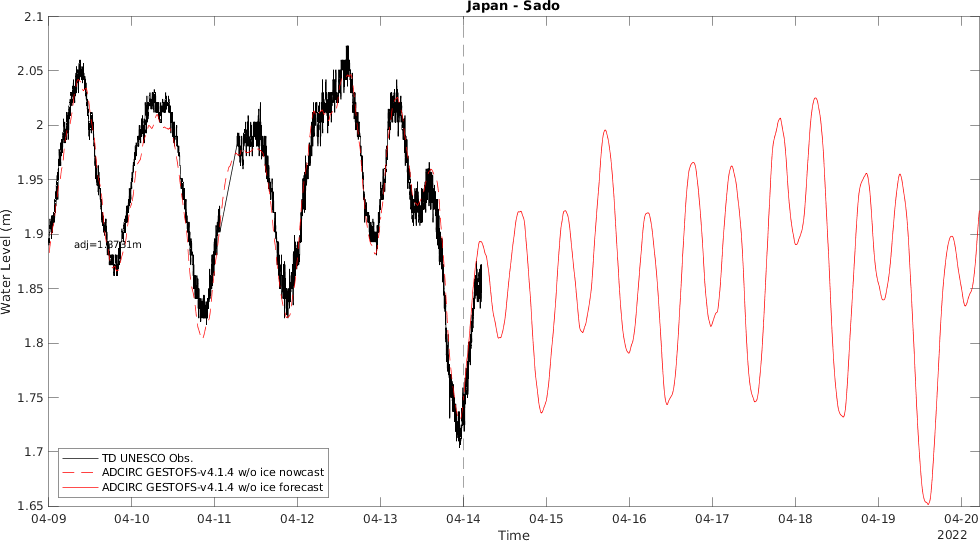 Japan - Sado
2.1
2.05
2
1.95
1.9
1.85
1.8
1.75
1.7
1.65
Water Level (m)
TD UNESCO Obs.
ADCIRC GESTOFS-v4.1.4 w/o ice nowcast
ADCIRC GESTOFS-v4.1.4 w/o ice forecast
04-09 04-10 04-11 04-12 04-13 04-14 04-15 04-16 04-17 04-18 04-19 04-20
Time
2022